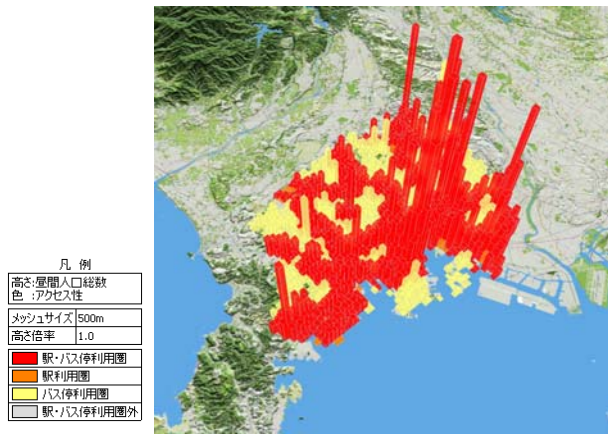 凡 例
高さ:昼間人口総数
色 :アクセス性
メッシュサイズ 500m
高さ倍率 1.0
駅・バス停利用圏
駅利用圏
バス停利用圏
駅・バス停利用圏外